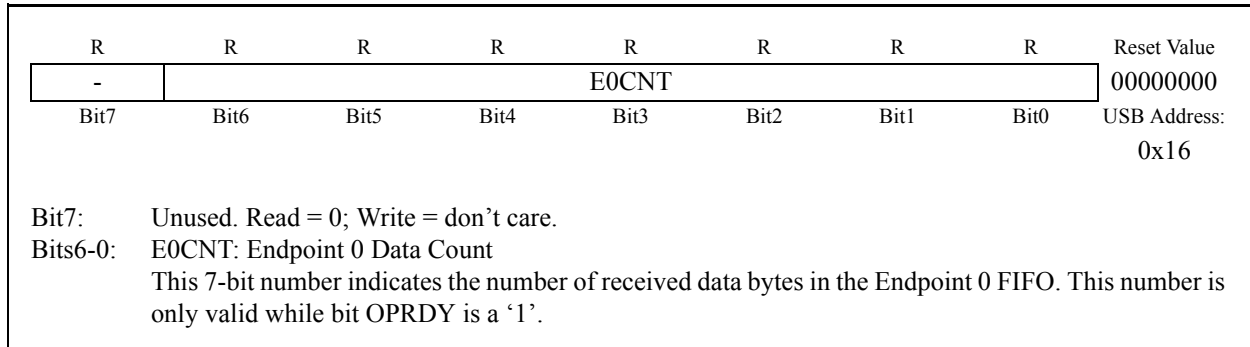 R R R R R R R R Reset Value
- E0CNT 00000000
Bit7 Bit6 Bit5 Bit4 Bit3 Bit2 Bit1 Bit0 USB Address:
0x16
Bit7: Unused. Read = 0; Write = don’t care.
Bits6-0: E0CNT: Endpoint 0 Data Count
This 7-bit number indicates the number of received data bytes in the Endpoint 0 FIFO. This number is
only valid while bit OPRDY is a ‘1’.